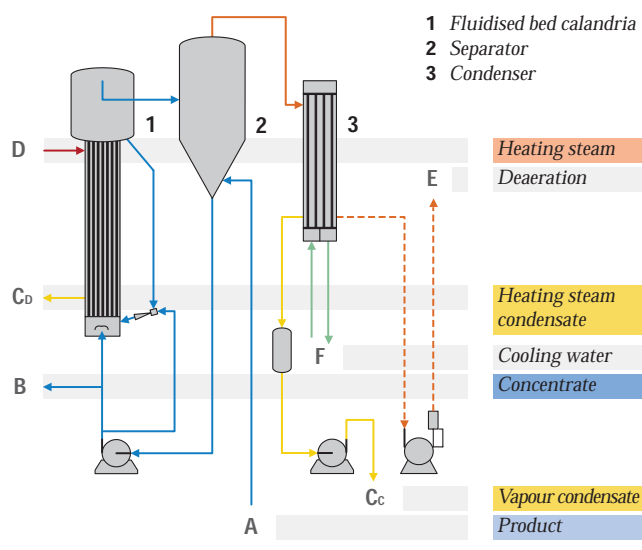 1 Fluidised bed calandria
2 Separator
3 Condenser
1
2
3
D
Heating steam
E
Deaeration
CD
Heating steam
condensate
F
Cooling water
B
Concentrate
Cc
Vapour condensate
A
Product